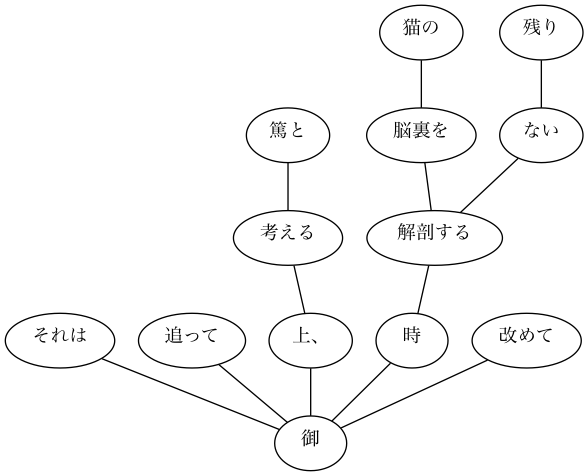 猫の 残り
篤と 脳裏を ない
考える 解剖する
それは 追って 上、 時 改めて
御